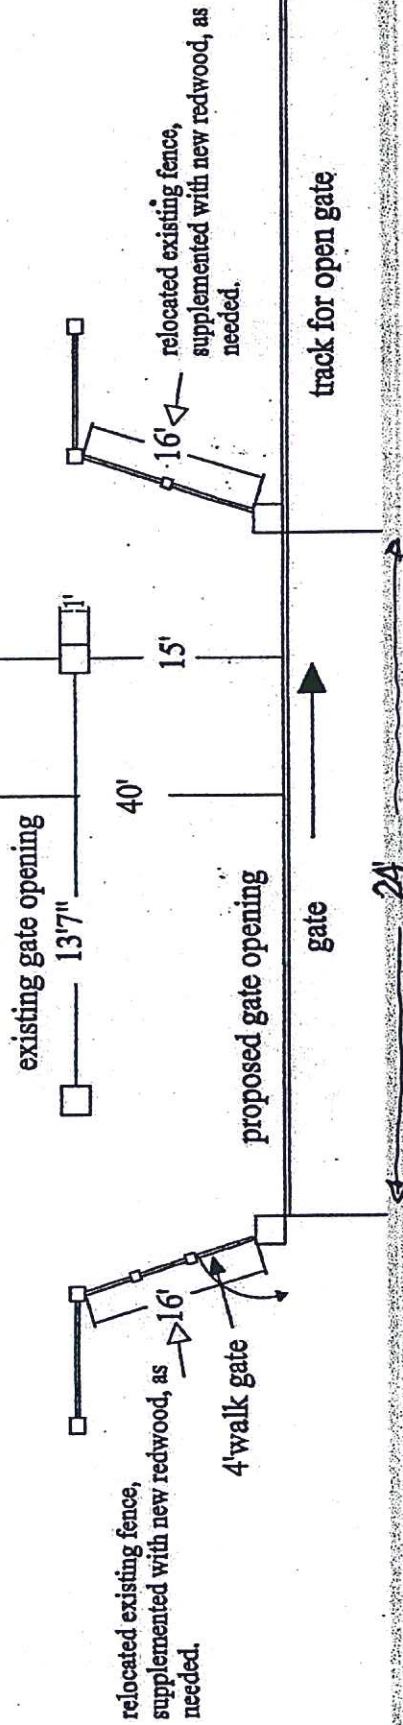 existing gate opening
13'7"
1'
40'
15'
relocated existing fence,
supplemented with new redwood, as
needed.
16'
4'walk gate
16'
relocated existing fence,
supplemented with new redwood, as
needed.
proposed gate opening
gate
track for open gate
24'